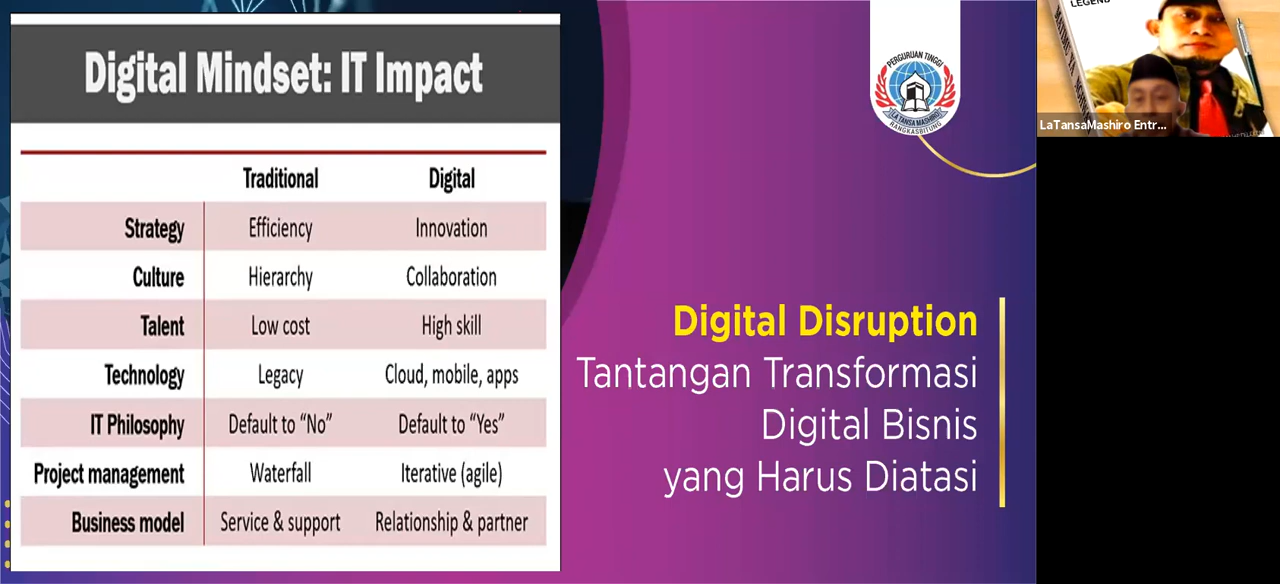 Digital Mindset: IT Impact
Traditional Digital
Strategy Efficiency Innovation
Culture Hierarchy Collaboration
Talent Low cost High skill
Technology Legacy Cloud, mobile, apps
IT Philosophy Default to “No” Default to “Yes”
Project management Waterfall Iterative (agile)
Business model Service & support Relationship & partner
PERGURUAN TINGGI
LA TANSA MASHIRO
RANGKASBITUNG
Digital Disruption
Tantangan Transformasi
Digital Bisnis
yang Harus Diatasi
LEGEND
LaTansaMashiro Entr...